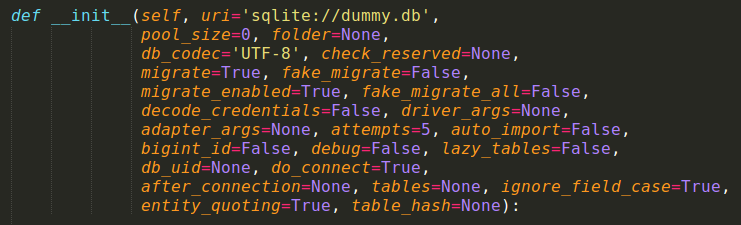 def __init__(self, uri='sqlite://dummy.db',
pool_size=0, folder=None,
db_codec='UTF-8', check_reserved=None,
migrate=True, fake_migrate=False,
migrate_enabled=True, fake_migrate_all=False,
decode_credentials=False, driver_args=None,
adapter_args=None, attempts=5, auto_import=False,
bigint_id=False, debug=False, lazy_tables=False,
db_uid=None, do_connect=True,
after_connection=None, tables=None, ignore_field_case=True,
entity_quoting=True, table_hash=None):